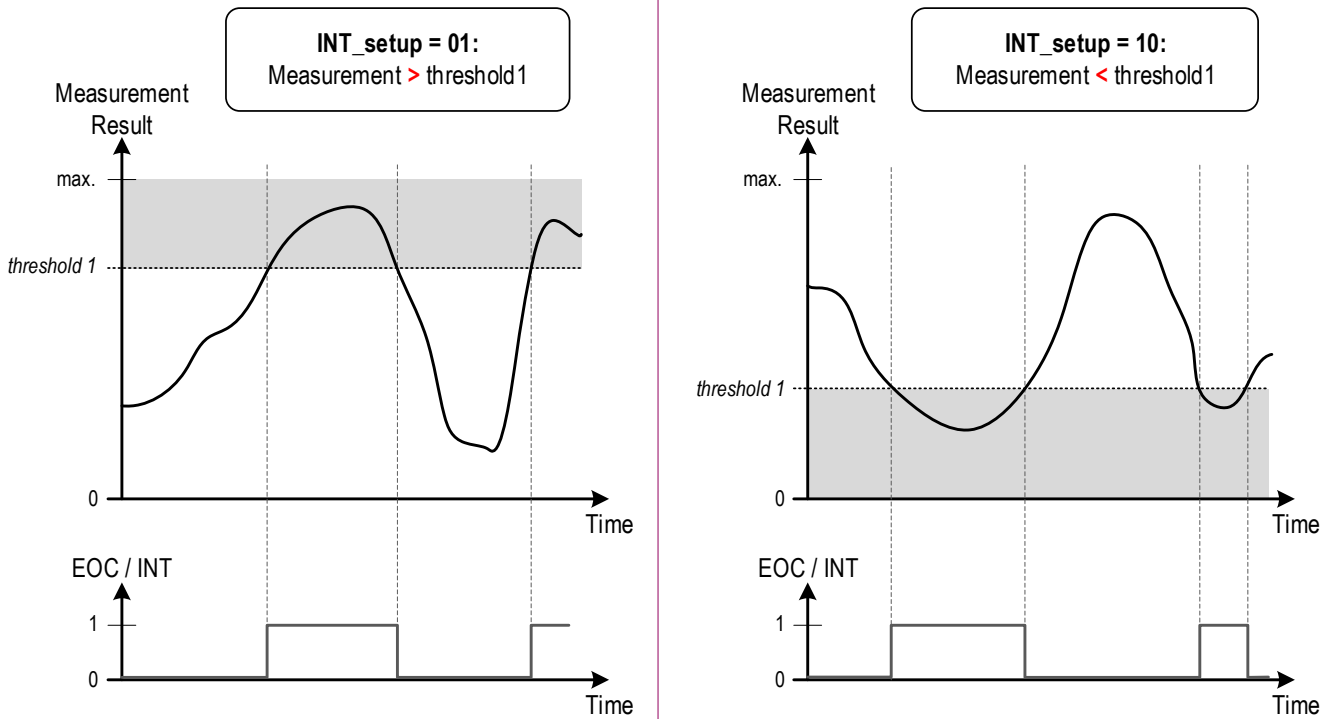 INT_setup = 01:
Measurement > threshold1
Measurement
Result
max.
threshold 1
0
Time
EOC / INT
1
0
Time
INT_setup = 10:
Measurement < threshold1
Measurement
Result
max.
threshold 1
0
Time
EOC / INT
1
0
Time